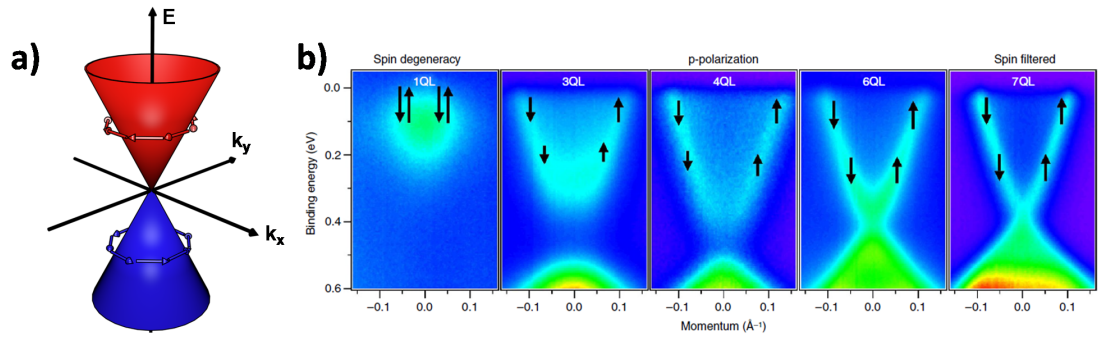 a)
E
ky
kx
b)
Spin degeneracy
p-polarization
Spin filtered
1QL
3QL
4QL
6QL
7QL
Binding energy (eV)
0.0
0.2
0.4
0.6
−0.1 0.0 0.1
−0.1 0.0 0.1
−0.1 0.0 0.1
−0.1 0.0 0.1
−0.1 0.0 0.1
Momentum (Å⁻¹)